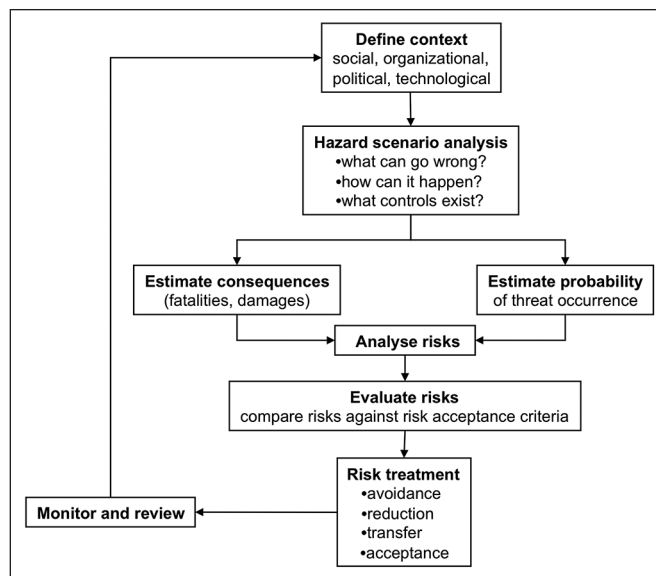 Define context
social, organizational,
political, technological
Hazard scenario analysis
•what can go wrong?
•how can it happen?
•what controls exist?
Estimate consequences
(fatalities, damages)
Estimate probability
of threat occurrence
Analyse risks
Evaluate risks
compare risks against risk acceptance criteria
Risk treatment
•avoidance
•reduction
•transfer
•acceptance
Monitor and review